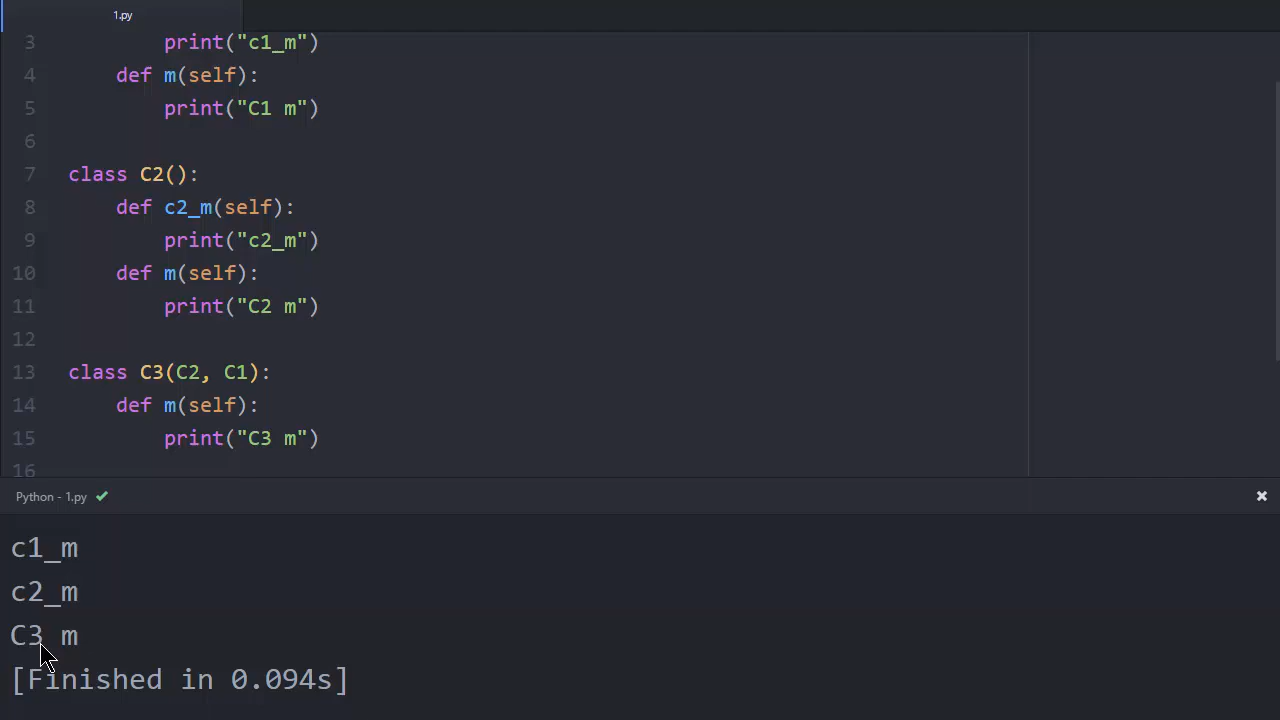 1.py
3 print("c1_m")
4 def m(self):
5 print("C1 m")
6
7 class C2():
8 def c2_m(self):
9 print("c2_m")
10 def m(self):
11 print("C2 m")
12
13 class C3(C2, C1):
14 def m(self):
15 print("C3 m")
16
Python - 1.py
c1_m
c2_m
C3 m
[Finished in 0.094s]